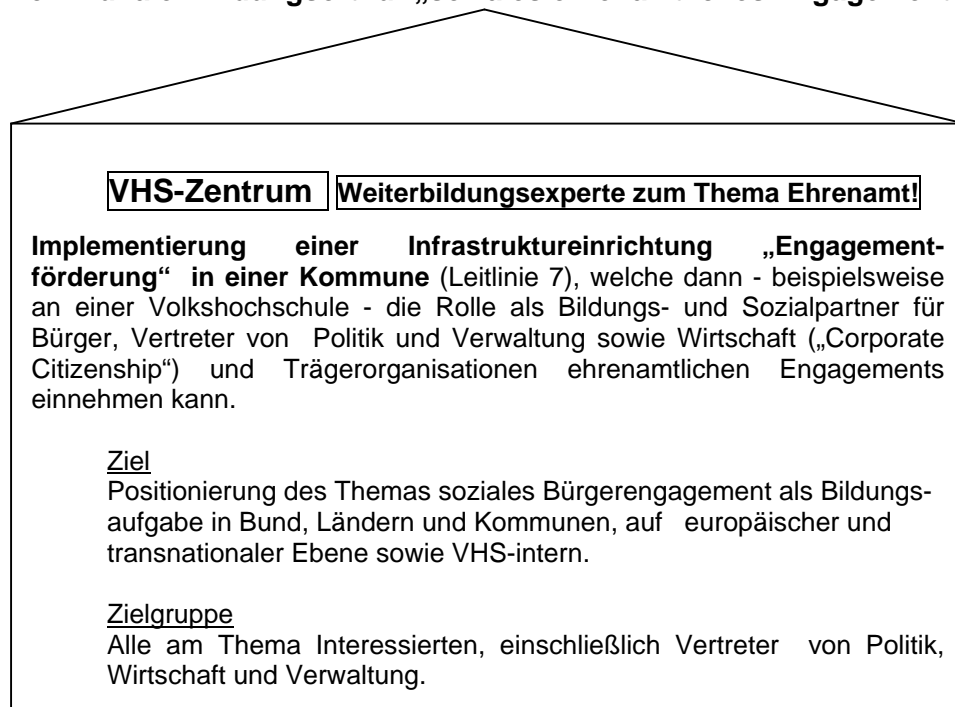 VHS-Zentrum Weiterbildungsexperte zum Thema Ehrenamt!
Implementierung einer Infrastruktureinrichtung „Engagement-
förderung“ in einer Kommune (Leitlinie 7), welche dann - beispielsweise
an einer Volkshochschule - die Rolle als Bildungs- und Sozialpartner für
Bürger, Vertreter von Politik und Verwaltung sowie Wirtschaft („Corporate
Citizenship“) und Trägerorganisationen ehrenamtlichen Engagements
einnehmen kann.
Ziel
Positionierung des Themas soziales Bürgerengagement als Bildungs-
aufgabe in Bund, Ländern und Kommunen, auf europäischer und
transnationaler Ebene sowie VHS-intern.
Zielgruppe
Alle am Thema Interessierten, einschließlich Vertreter von Politik,
Wirtschaft und Verwaltung.